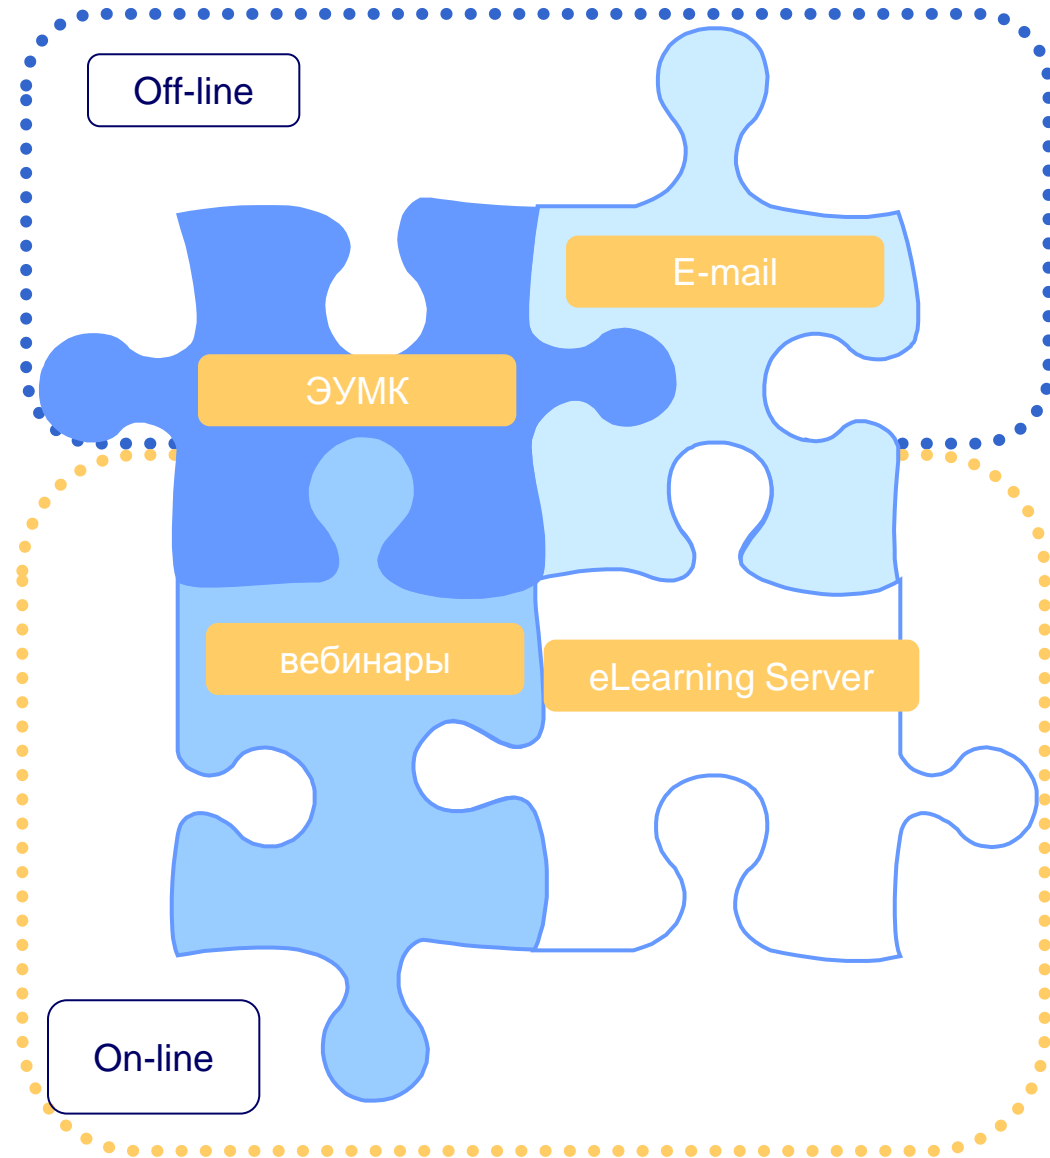 Off-line
E-mail
ЭУМК
вебинары
eLearning Server
On-line